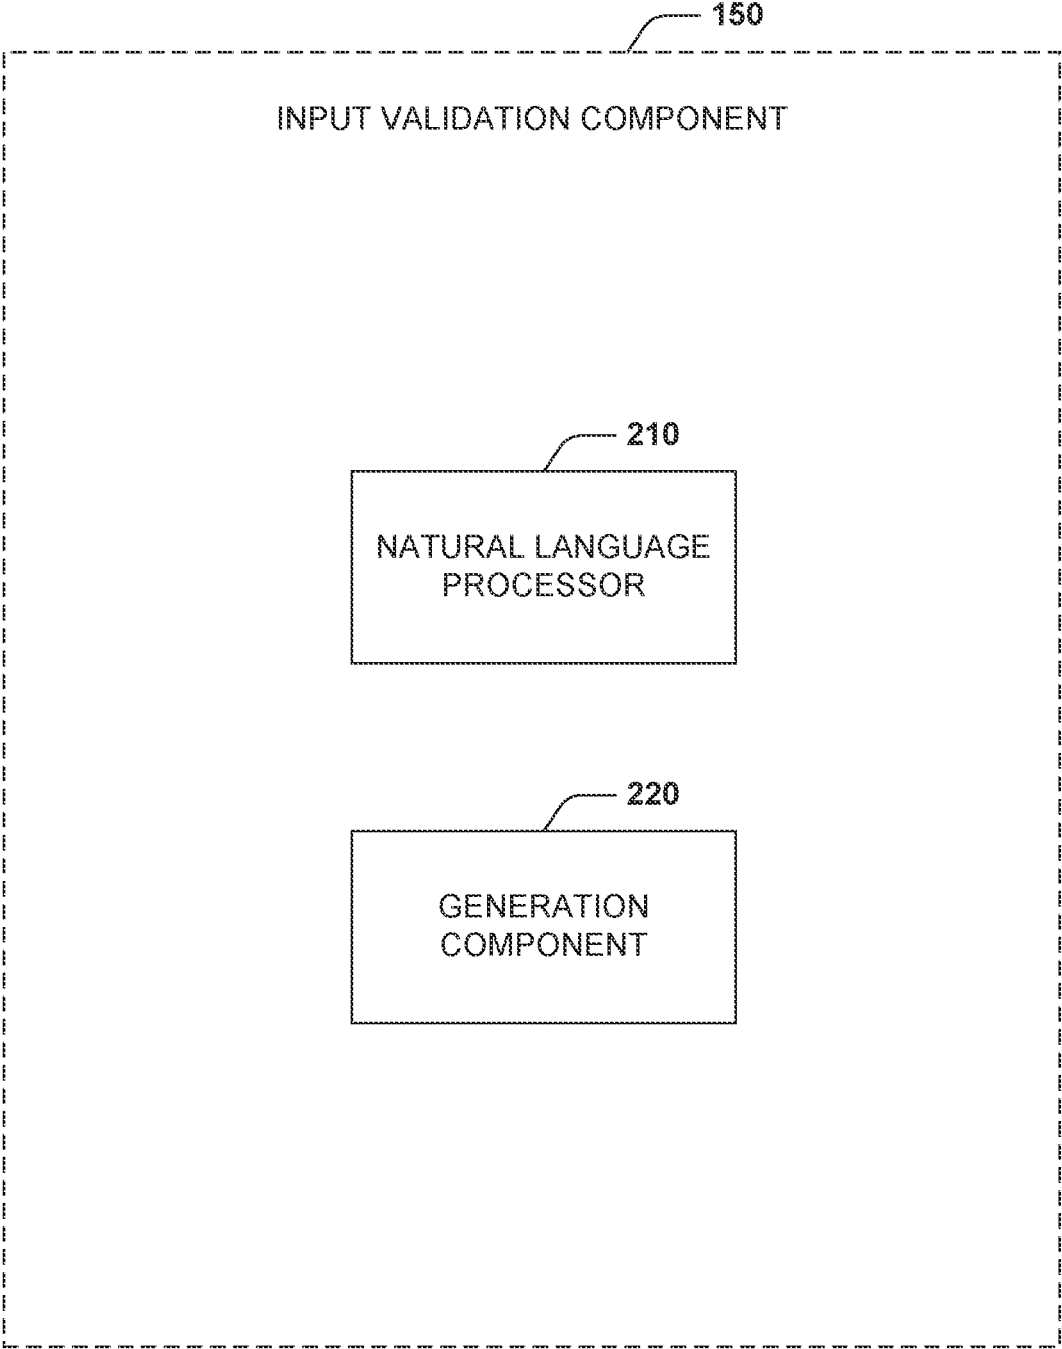 150
INPUT VALIDATION COMPONENT
210
NATURAL LANGUAGE
PROCESSOR
220
GENERATION
COMPONENT